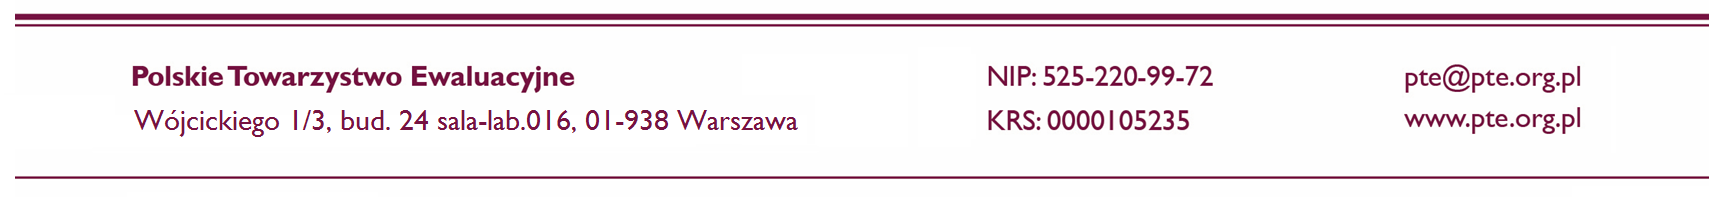 Polskie Towarzystwo Ewaluacyjne
Wójcickiego 1/3, bud. 24 sala-lab.016, 01-938 Warszawa
NIP: 525-220-99-72
KRS: 0000105235
pte@pte.org.pl
www.pte.org.pl